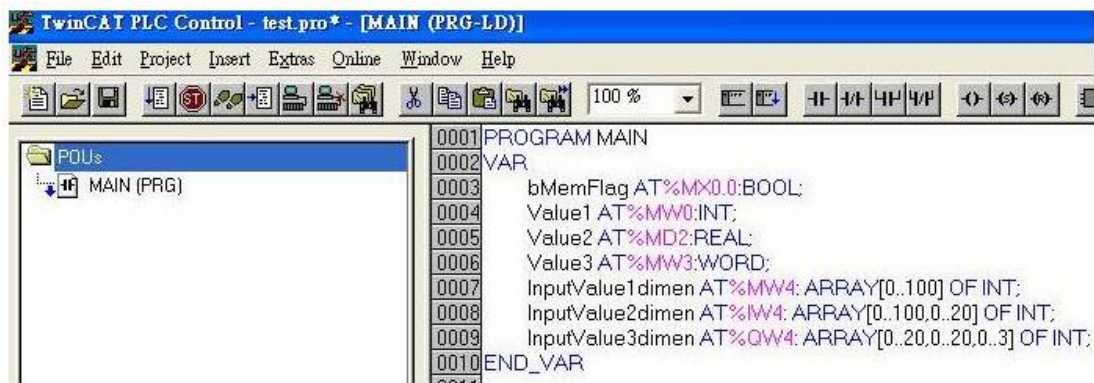 TwinCAT PLC Control - test.pro* - [MAIN (PRG-LD)]
File Edit Project Insert Extras Online Window Help
100 %
POUs
MAIN (PRG)
0001 PROGRAM MAIN
0002 VAR
0003 bMemFlag AT%MX0.0:BOOL;
0004 Value1 AT%MW0:INT;
0005 Value2 AT%MD2:REAL;
0006 Value3 AT%MW3:WORD;
0007 InputValue1dimen AT%MW4: ARRAY[0..100] OF INT;
0008 InputValue2dimen AT%IW4: ARRAY[0..100,0..20] OF INT;
0009 InputValue3dimen AT%QW4: ARRAY[0..20,0..20,0..3] OF INT;
0010 END_VAR